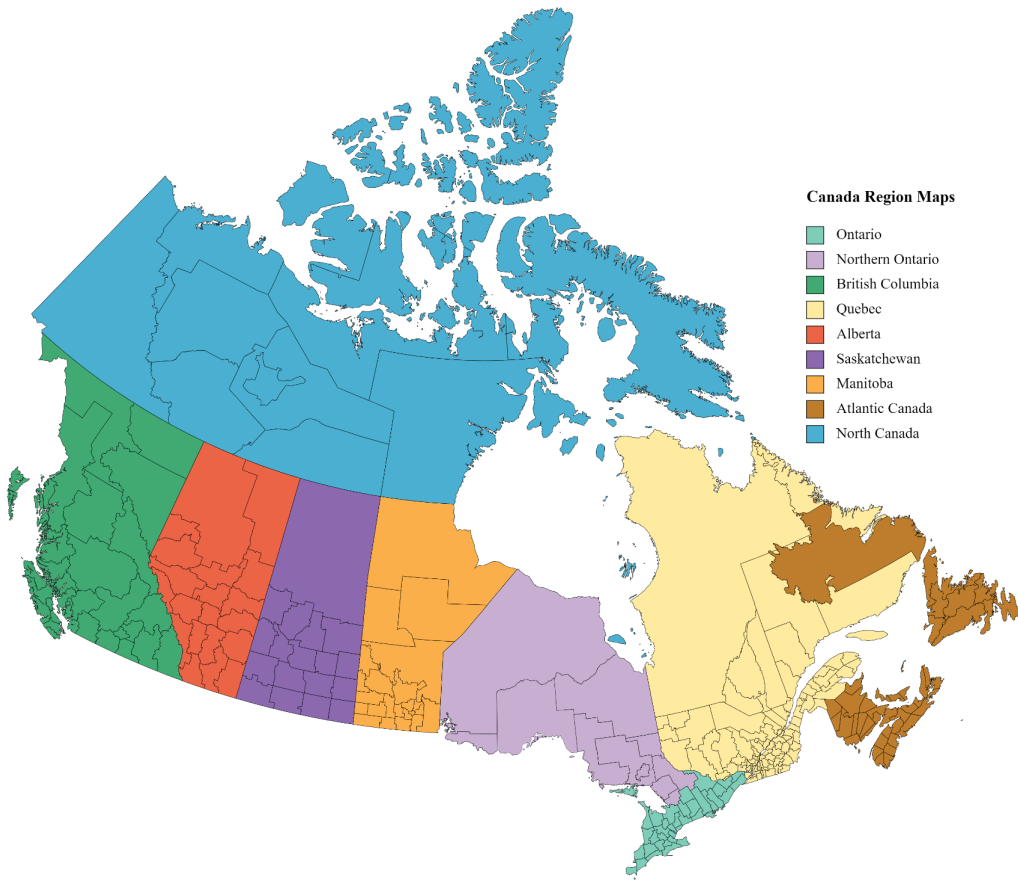 Canada Region Maps
Ontario
Northern Ontario
British Columbia
Quebec
Alberta
Saskatchewan
Manitoba
Atlantic Canada
North Canada